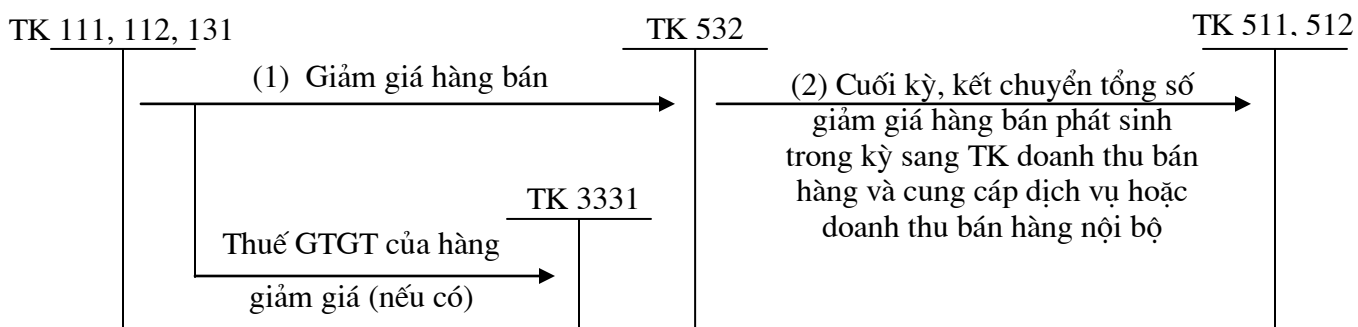 TK 111, 112, 131
TK 532
TK 511, 512
(1) Giảm giá hàng bán
(2) Cuối kỳ, kết chuyển tổng số
giảm giá hàng bán phát sinh
trong kỳ sang TK doanh thu bán
hàng và cung cáp dịch vụ hoặc
doanh thu bán hàng nội bộ
TK 3331
Thuế GTGT của hàng
giảm giá (nếu có)